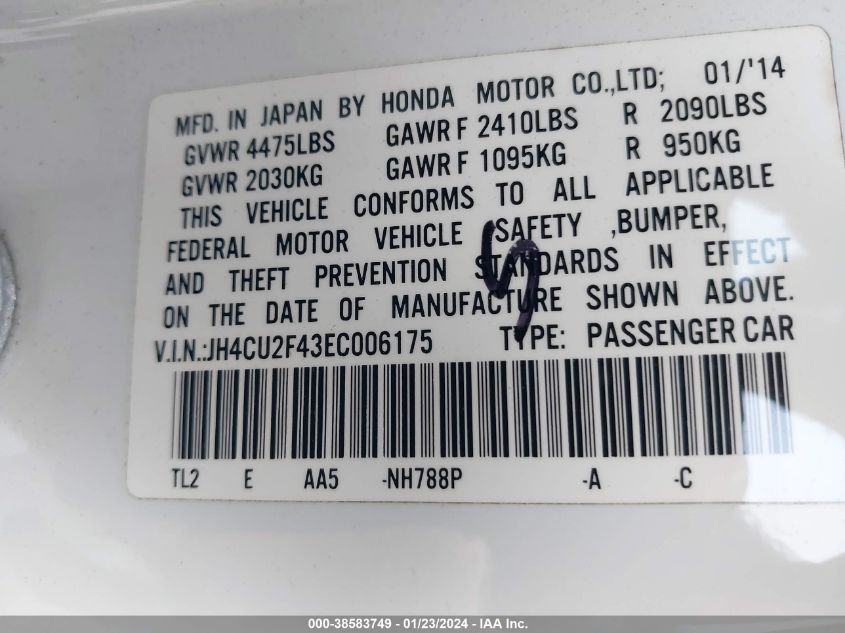 MFD. IN JAPAN BY HONDA MOTOR CO.,LTD; 01/'14
GVWR 4475LBS GAWR F 2410LBS R 2090LBS
GVWR 2030KG GAWR F 1095KG R 950KG
THIS VEHICLE CONFORMS TO ALL APPLICABLE
FEDERAL MOTOR VEHICLE SAFETY ,BUMPER,
AND THEFT PREVENTION STANDARDS IN EFFECT
ON THE DATE OF MANUFACTURE SHOWN ABOVE.
V.I.N.:JH4CU2F43EC006175 TYPE: PASSENGER CAR
TL2 E AA5 -NH788P -A -C
000-38583749 - 01/23/2024 - IAAI Inc.